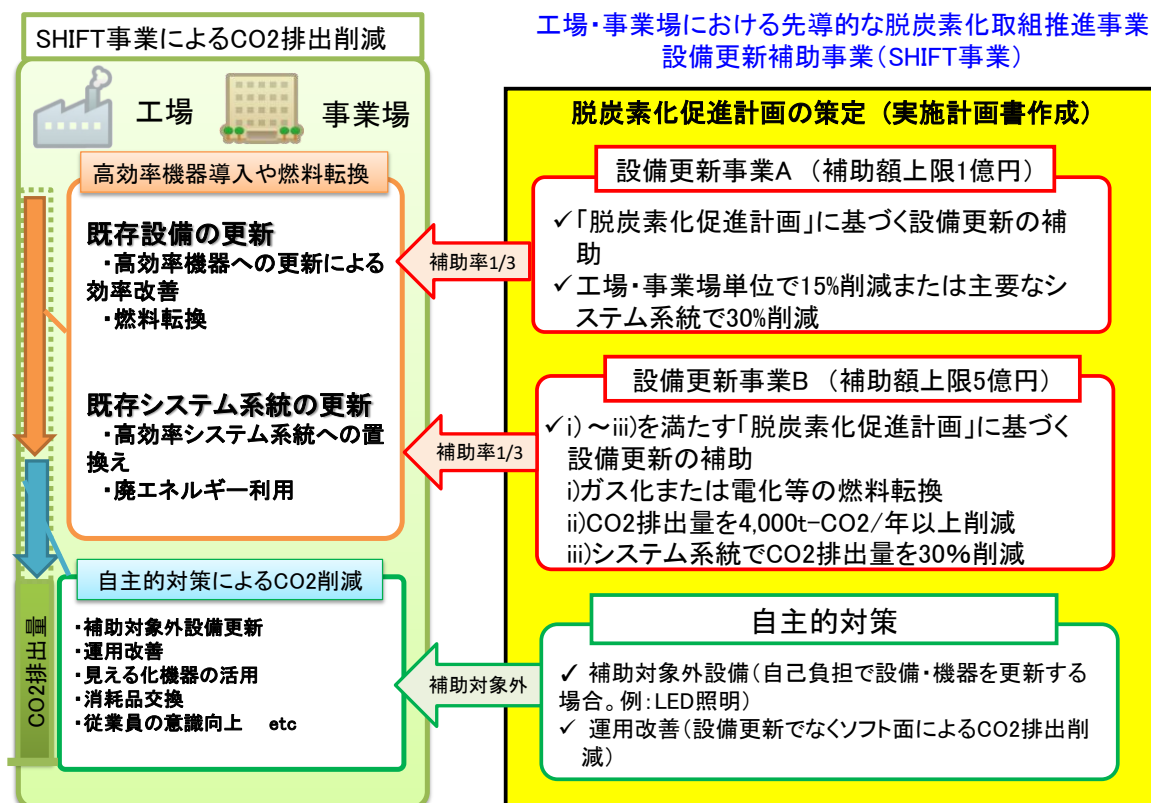 SHIFT事業によるCO2排出削減
工場
事業場
高効率機器導入や燃料転換
既存設備の更新
・高効率機器への更新による
効率改善
・燃料転換
既存システム系統の更新
・高効率システム系統への置
換え
・廃エネルギー利用
自主的対策によるCO2削減
・補助対象外設備更新
・運用改善
・見える化機器の活用
・消耗品交換
・従業員の意識向上 etc
CO2排出量
補助率1/3
補助率1/3
補助対象外
工場・事業場における先導的な脱炭素化取組推進事業
設備更新補助事業(SHIFT事業)
脱炭素化促進計画の策定 (実施計画書作成)
設備更新事業A (補助額上限1億円)
✓「脱炭素化促進計画」に基づく設備更新の補
助
✓工場・事業場単位で15%削減または主要なシ
ステム系統で30%削減
設備更新事業B (補助額上限5億円)
✓i)~iii)を満たす「脱炭素化促進計画」に基づく
設備更新の補助
i)ガス化または電化等の燃料転換
ii)CO2排出量を4,000t-CO2/年以上削減
iii)システム系統でCO2排出量を30%削減
自主的対策
✓ 補助対象外設備(自己負担で設備・機器を更新する
場合。例:LED照明)
✓ 運用改善(設備更新でなくソフト面によるCO2排出削
減)